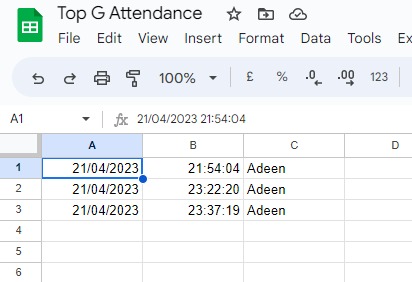 Top G Attendance
File Edit View Insert Format Data Tools Ex
100% £ % .0 .00 123
A1 fx 21/04/2023 21:54:04
A B C D
1 21/04/2023 21:54:04 Adeen
2 21/04/2023 23:22:20 Adeen
3 21/04/2023 23:37:19 Adeen
4
5
6